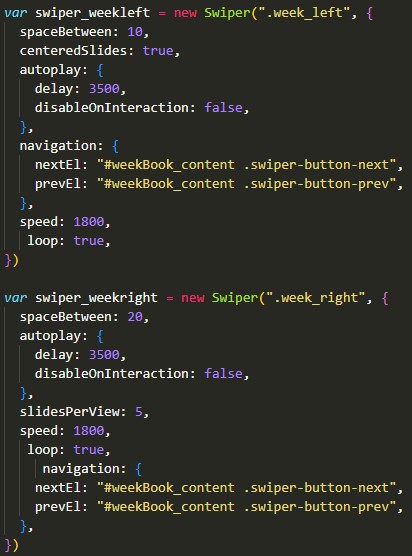 var swiper_weekleft = new Swiper(".week_left", {
  spaceBetween: 10,
  centeredSlides: true,
  autoplay: {
    delay: 3500,
    disableOnInteraction: false,
  },
  navigation: {
    nextEl: "#weekBook_content .swiper-button-next",
    prevEl: "#weekBook_content .swiper-button-prev",
  },
  speed: 1800,
   loop: true,
})

var swiper_weekright = new Swiper(".week_right", {
  spaceBetween: 20,
  autoplay: {
    delay: 3500,
    disableOnInteraction: false,
  },
  slidesPerView: 5,
  speed: 1800,
   loop: true,
     navigation: {
    nextEl: "#weekBook_content .swiper-button-next",
    prevEl: "#weekBook_content .swiper-button-prev",
  },
})